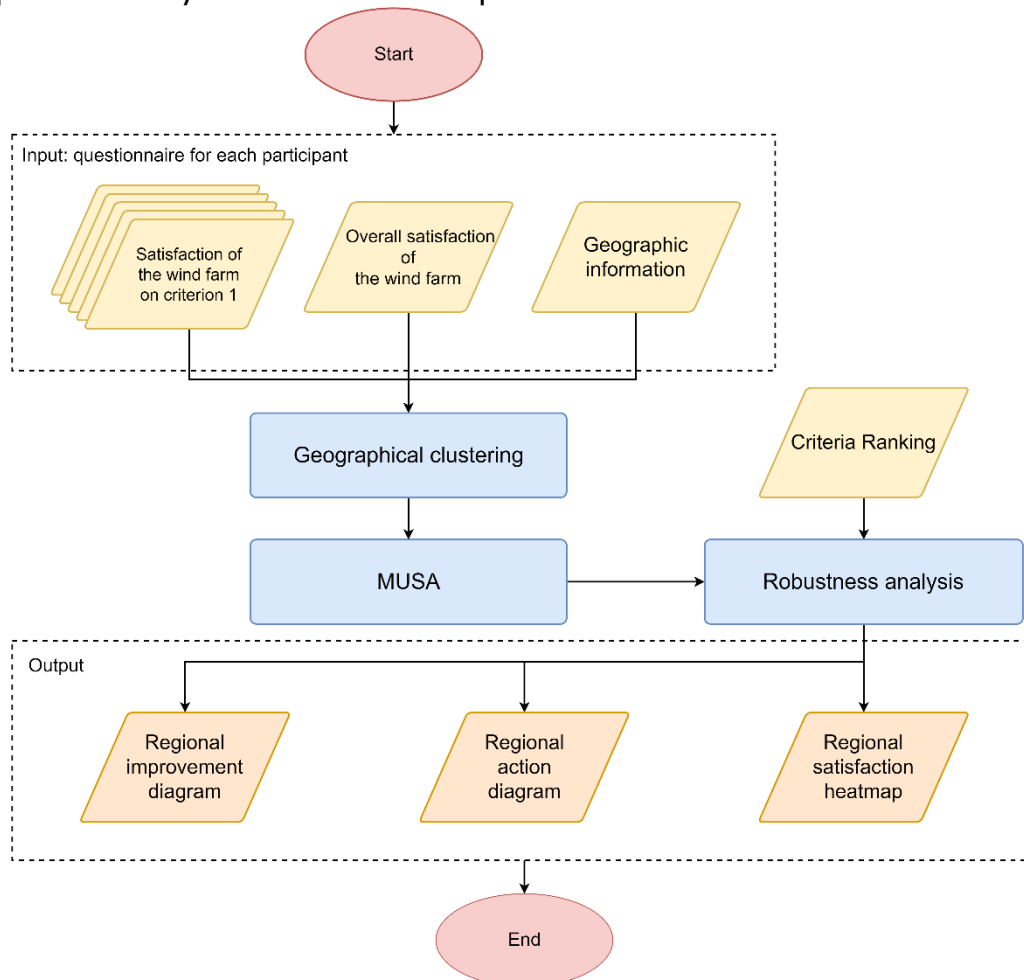 Start
Input: questionnaire for each participant
Satisfaction of
the wind farm
on criterion 1
Overall satisfaction
of
the wind farm
Geographic
information
Geographical clustering
Criteria Ranking
MUSA
Robustness analysis
Output
Regional
improvement
diagram
Regional
action
diagram
Regional
satisfaction
heatmap
End